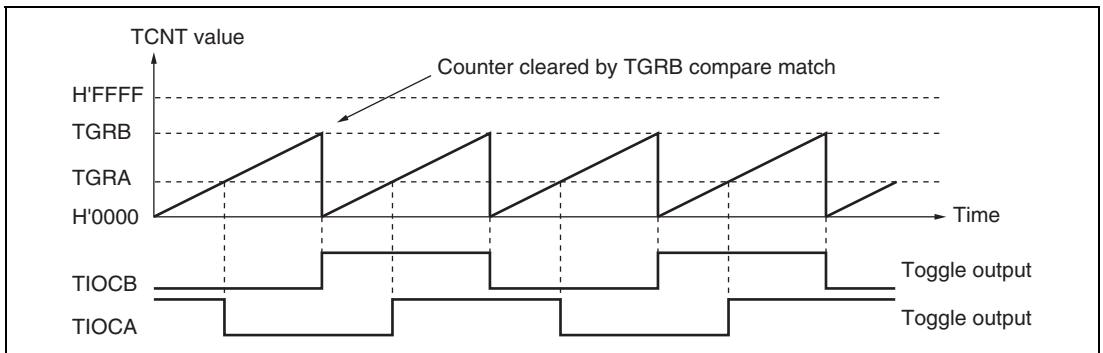 TCNT value
Counter cleared by TGRB compare match
H'FFFF
TGRB
TGRA
H'0000
Time
TIOCB
Toggle output
TIOCA
Toggle output